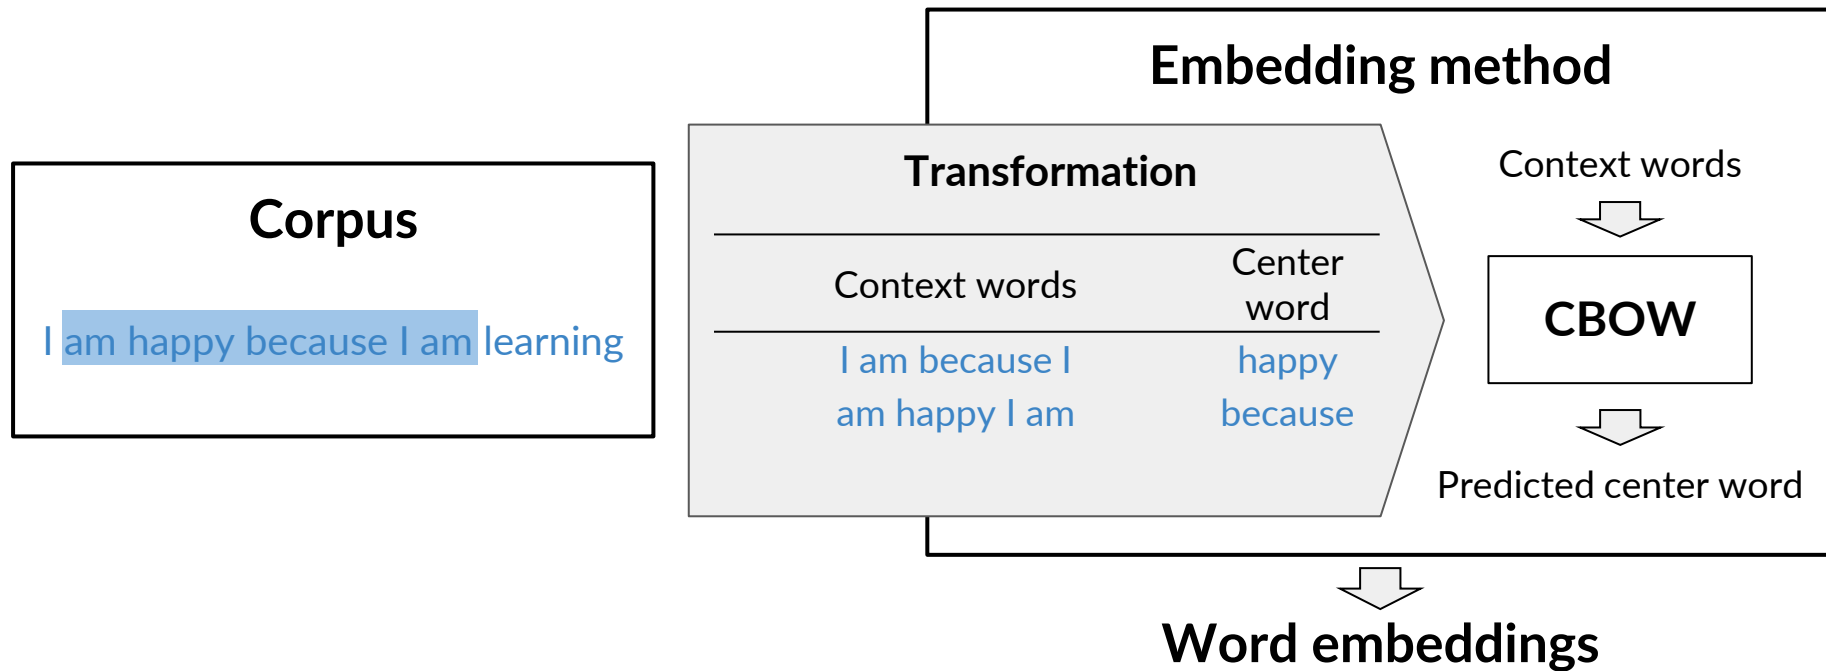 Embedding method
Corpus
I am happy because I am learning
Transformation
Context words
Center
word
I am because I
happy
am happy I am
because
Context words
CBOW
Predicted center word
Word embeddings